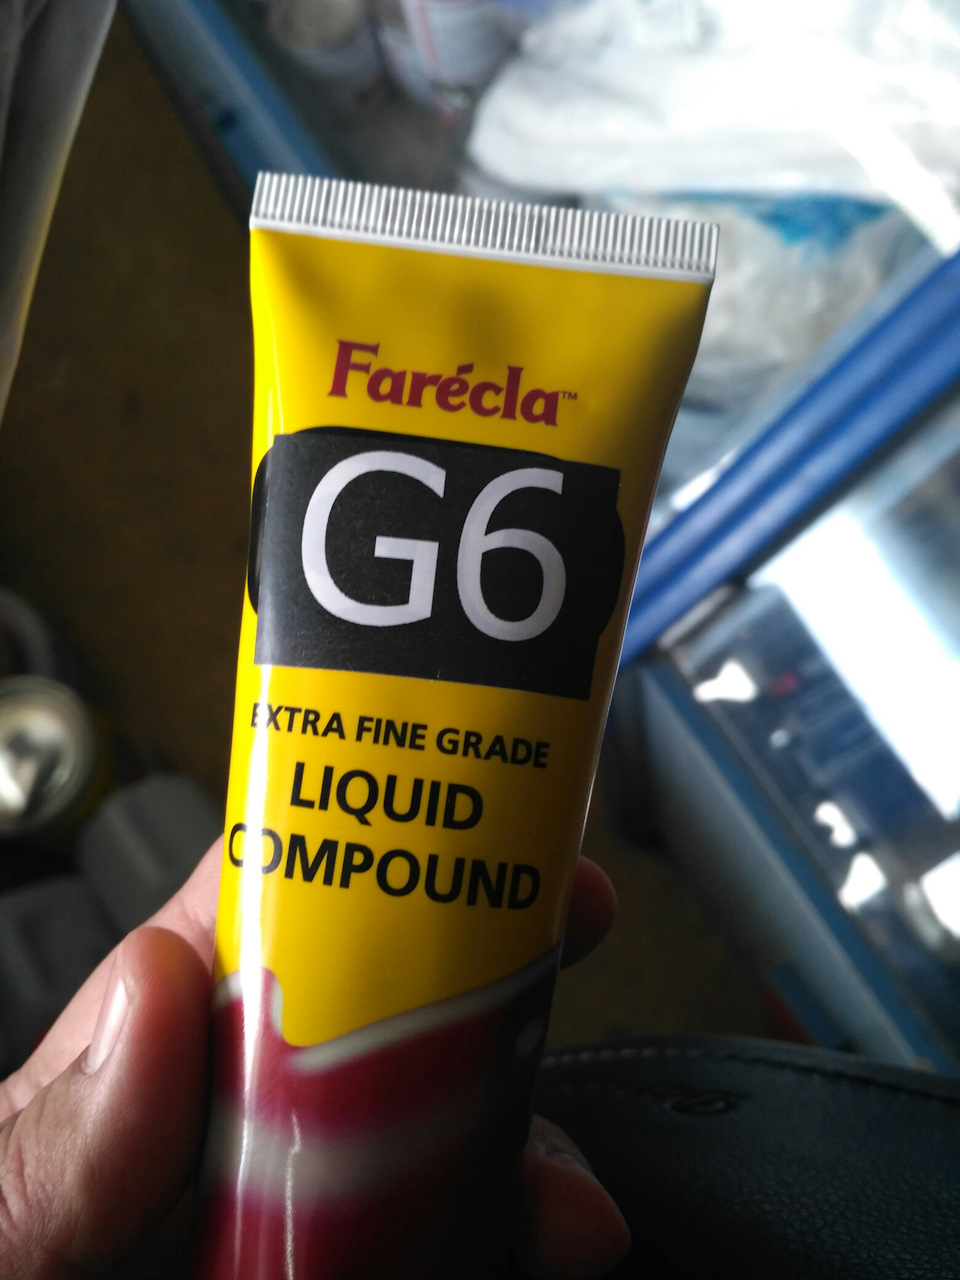 Farécla™
G6
EXTRA FINE GRADE
LIQUID
COMPOUND